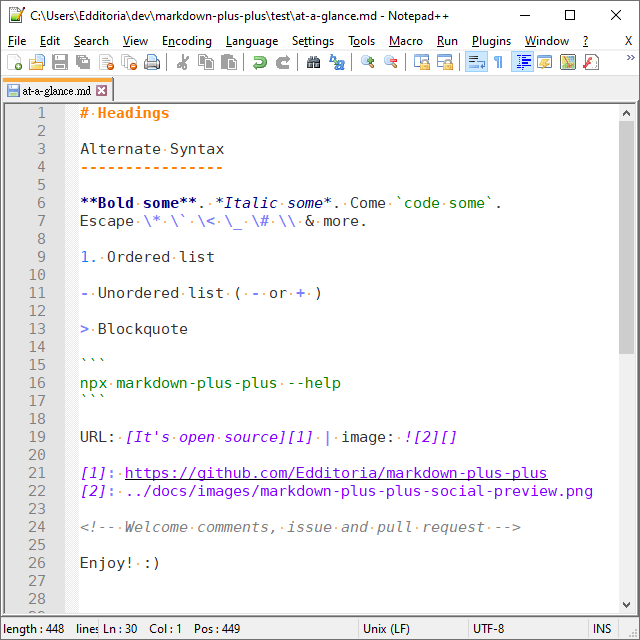 C:\Users\Edditoria\dev\markdown-plus-plus\test\at-a-glance.md - Notepad++
File Edit Search View Encoding Language Settings Tools Macro Run Plugins Window ? X
at-a-glance.md
1 # Headings
2
3 Alternate Syntax
4 ----------------
5
6 **Bold some**. *Italic some*. Come `code some`.
7 Escape \* \` \< \_ \# \\ & more.
8
9 1. Ordered list
10
11 - Unordered list ( - or + )
12
13 > Blockquote
14
15 ```
16 npx markdown-plus-plus --help
17 ```
18
19 URL: [It's open source][1] | image: ![2][]
20
21 [1]: https://github.com/Edditoria/markdown-plus-plus
22 [2]: ../docs/images/markdown-plus-plus-social-preview.png
23
24 <!-- Welcome comments, issue and pull request -->
25
26 Enjoy! :)
27
28
length : 448 lines Ln : 30 Col : 1 Pos : 449 Unix (LF) UTF-8 INS